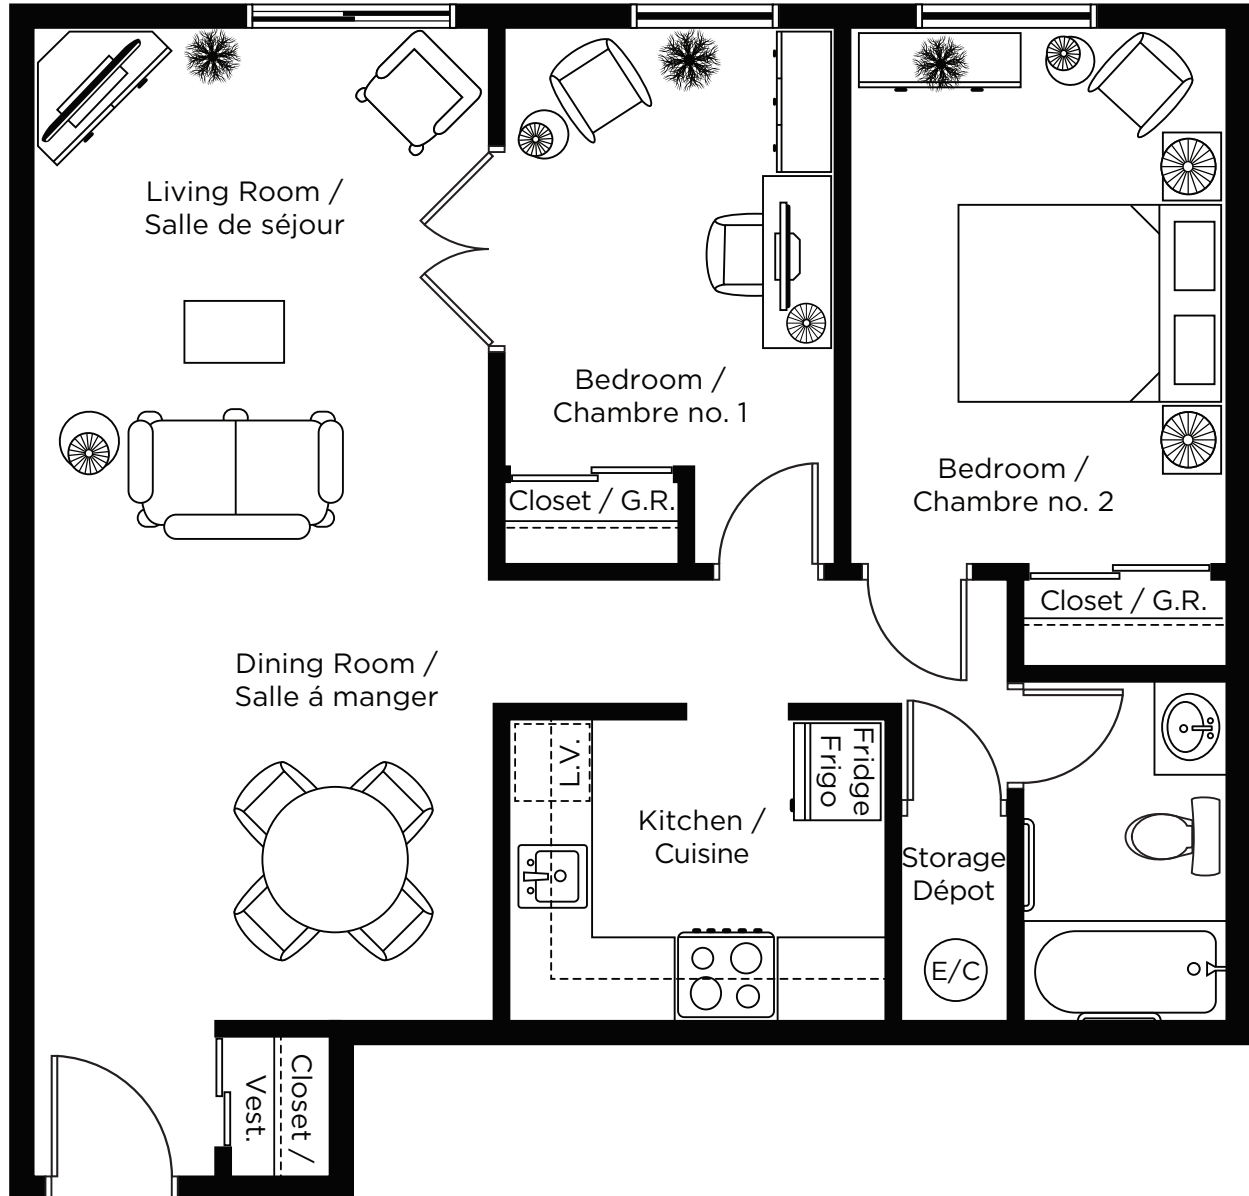 Living Room /
Salle de séjour
Bedroom /
Chambre no. 1
Closet / G.R.
Bedroom /
Chambre no. 2
Closet / G.R.
Dining Room /
Salle á manger
L.V.
Fridge
Frigo
Kitchen /
Cuisine
Storage
Dépot
E/C
Closet /
Vest.